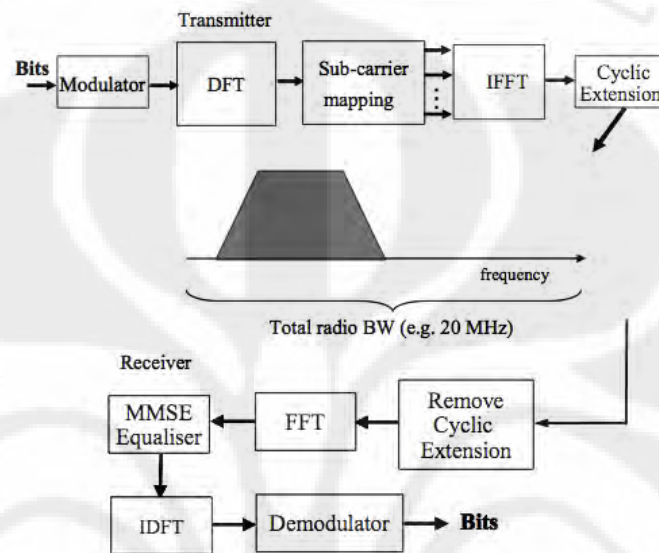 Transmitter
Bits
Modulator
DFT
Sub-carrier
mapping
IFFT
Cyclic
Extension
frequency
Total radio BW (e.g. 20 MHz)
Receiver
MMSE
Equaliser
FFT
Remove
Cyclic
Extension
IDFT
Demodulator
Bits